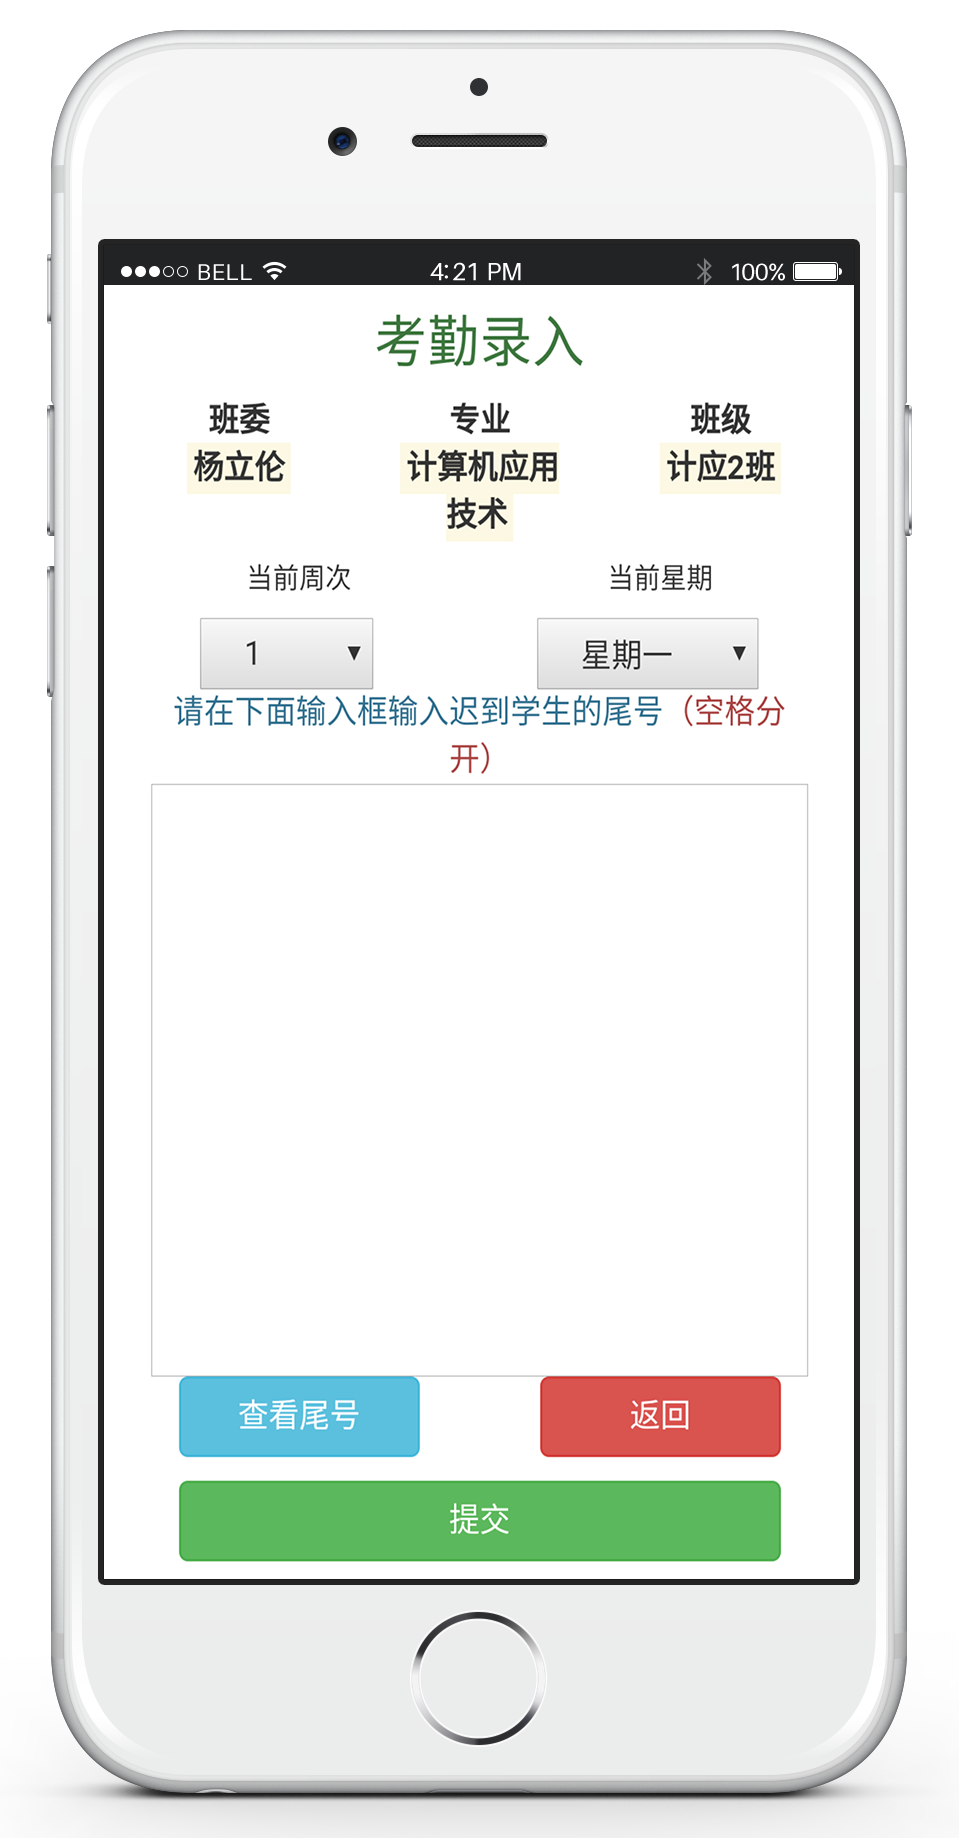 BELL 4:21 PM 100%
考勤录入
班委 专业 班级
杨立伦 计算机应用 计应2班
技术
当前周次 当前星期
1 ▼ 星期一 ▼
请在下面输入框输入迟到学生的尾号（空格分
开）
查看尾号 返回
提交